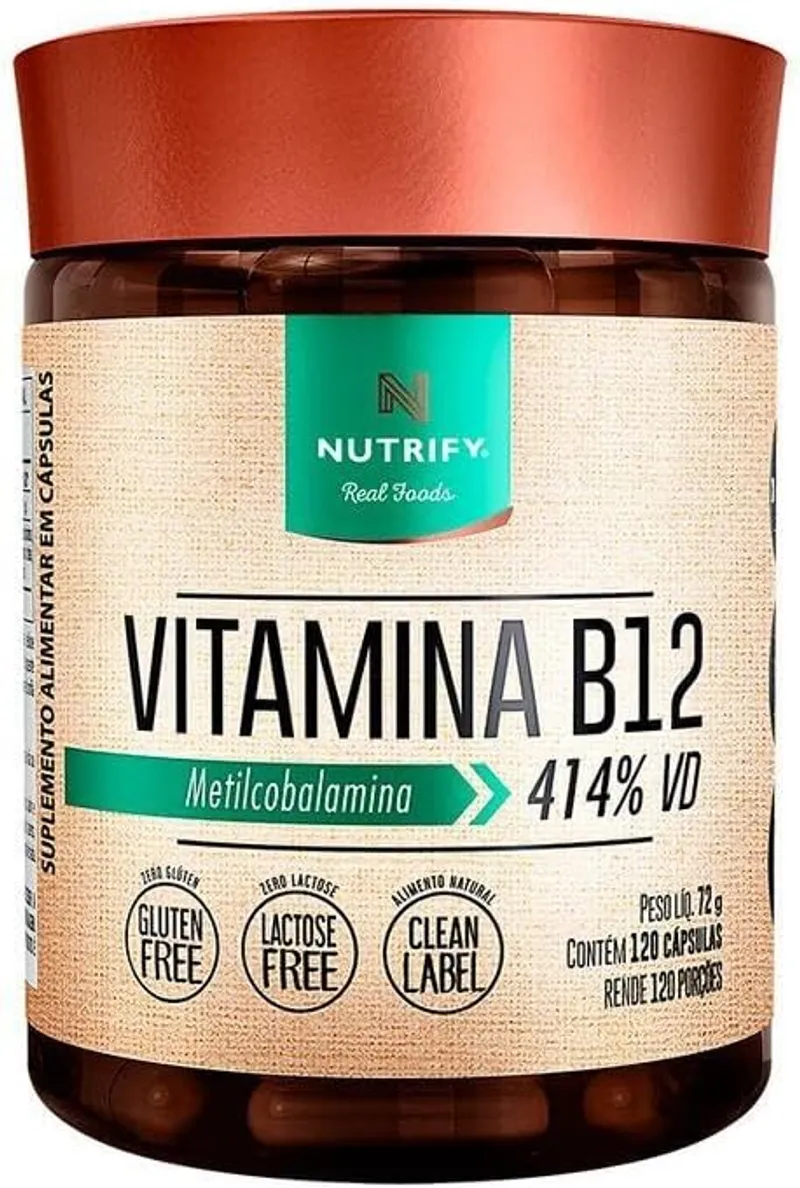 NUTRIFY®
Real Foods
SUPLEMENTO ALIMENTAR EM CÁPSULAS
VITAMINA B12
Metilcobalamina
414% VD
ZERO GLÚTEN
GLUTEN
FREE
ZERO LACTOSE
LACTOSE
FREE
ALIMENTO NATURAL
CLEAN
LABEL
PESO LÍQ. 72 g
CONTÉM 120 CÁPSULAS
RENDE 120 PORÇÕES